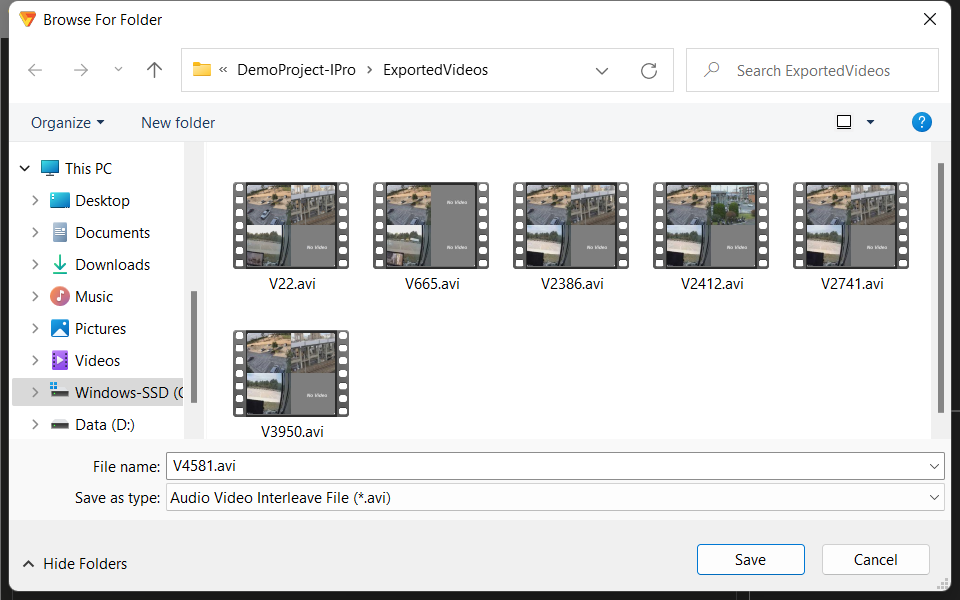 Browse For Folder
« DemoProject-IPro › ExportedVideos
Search ExportedVideos
Organize
New folder
?
This PC
Desktop
Documents
Downloads
Music
Pictures
Videos
Windows-SSD (C
Data (D:)
No Video
V22.avi
No Video
No Video
V665.avi
No Video
V2386.avi
No Video
V2412.avi
No Video
V2741.avi
No Video
V3950.avi
File name: V4581.avi
Save as type: Audio Video Interleave File (*.avi)
Hide Folders
Save
Cancel